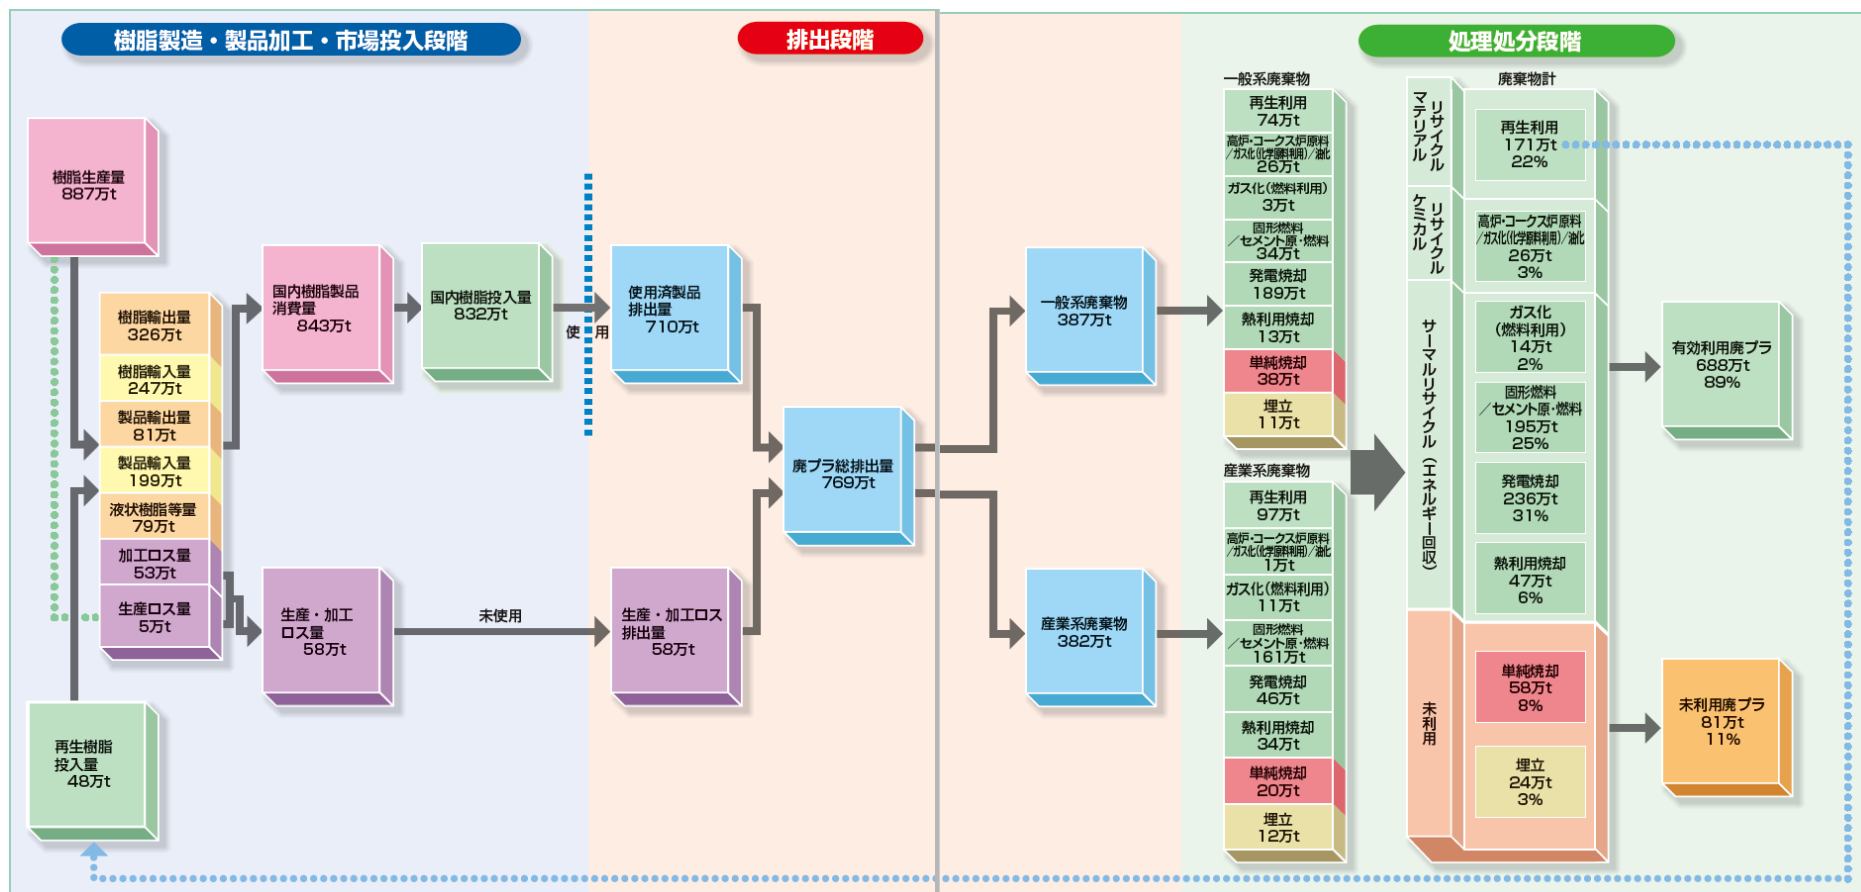 樹脂製造・製品加工・市場投入段階
排出段階
処理処分段階
樹脂生産量
887万t
樹脂輸出量
326万t
樹脂輸入量
247万t
製品輸出量
81万t
製品輸入量
199万t
液状樹脂等量
79万t
加工ロス量
53万t
生産ロス量
5万t
再生樹脂
投入量
48万t
国内樹脂製品
消費量
843万t
国内樹脂投入量
832万t
生産・加工
ロス量
58万t
使 用
未使用
使用済製品
排出量
710万t
生産・加工ロス
排出量
58万t
廃プラ総排出量
769万t
一般系廃棄物
387万t
産業系廃棄物
382万t
一般系廃棄物
再生利用
74万t
高炉・コークス炉原料
/ガス化(化学原料利用)/油化
26万t
ガス化(燃料利用)
3万t
固形燃料
／セメント原・燃料
34万t
発電焼却
189万t
熱利用焼却
13万t
単純焼却
38万t
埋立
11万t
産業系廃棄物
再生利用
97万t
高炉・コークス炉原料
/ガス化(化学原料利用)/油化
1万t
ガス化(燃料利用)
11万t
固形燃料
／セメント原・燃料
161万t
発電焼却
46万t
熱利用焼却
34万t
単純焼却
20万t
埋立
12万t
廃棄物計
マテリアル
リサイクル
再生利用
171万t
22%
ケミカル
リサイクル
高炉・コークス炉原料
/ガス化(化学原料利用)/油化
26万t
3%
サーマルリサイクル（エネルギー回収）
ガス化
(燃料利用)
14万t
2%
固形燃料
／セメント原・燃料
195万t
25%
発電焼却
236万t
31%
熱利用焼却
47万t
6%
未利用
単純焼却
58万t
8%
埋立
24万t
3%
有効利用廃プラ
688万t
89%
未利用廃プラ
81万t
11%